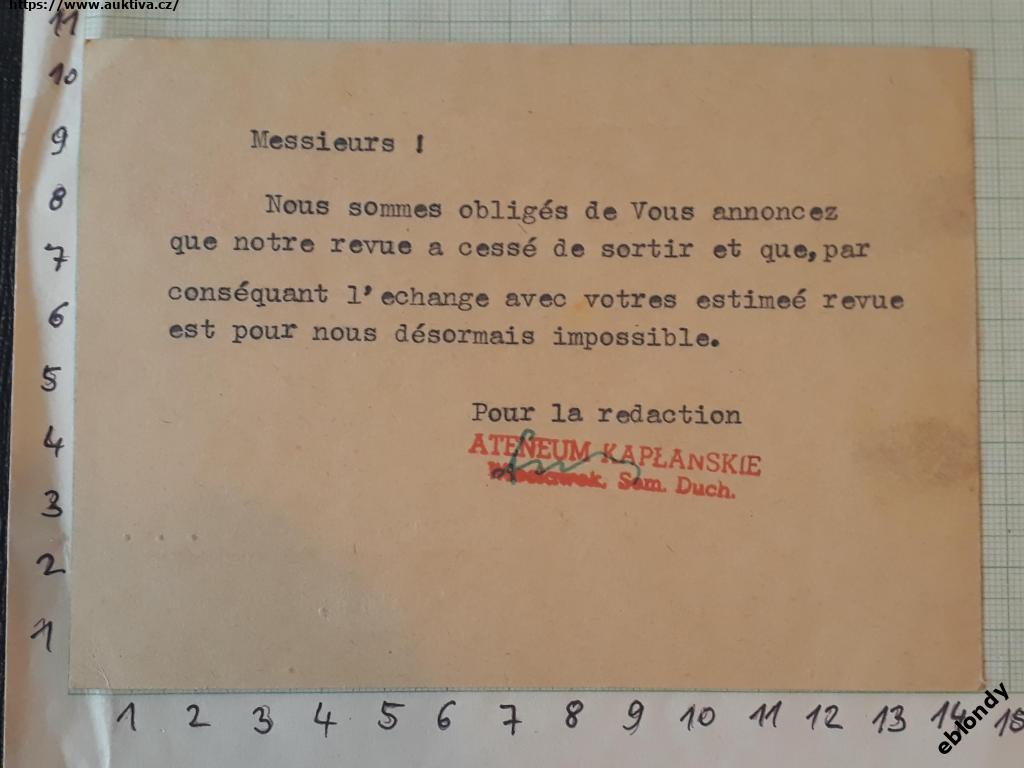 https://www.auktiva.cz/
11
10
9
8
7
6
5
4
3
2
1
Messieurs !
Nous sommes obligés de Vous annoncez
que notre revue a cessé de sortir et que, par
conséquant l'echange avec votres estimeé revue
est pour nous désormais impossible.
Pour la redaction
ATENEUM KAPŁANSKIE
Włocławek, Sem. Duch.
1 2 3 4 5 6 7 8 9 10 11 12 13 14 15
eblondy